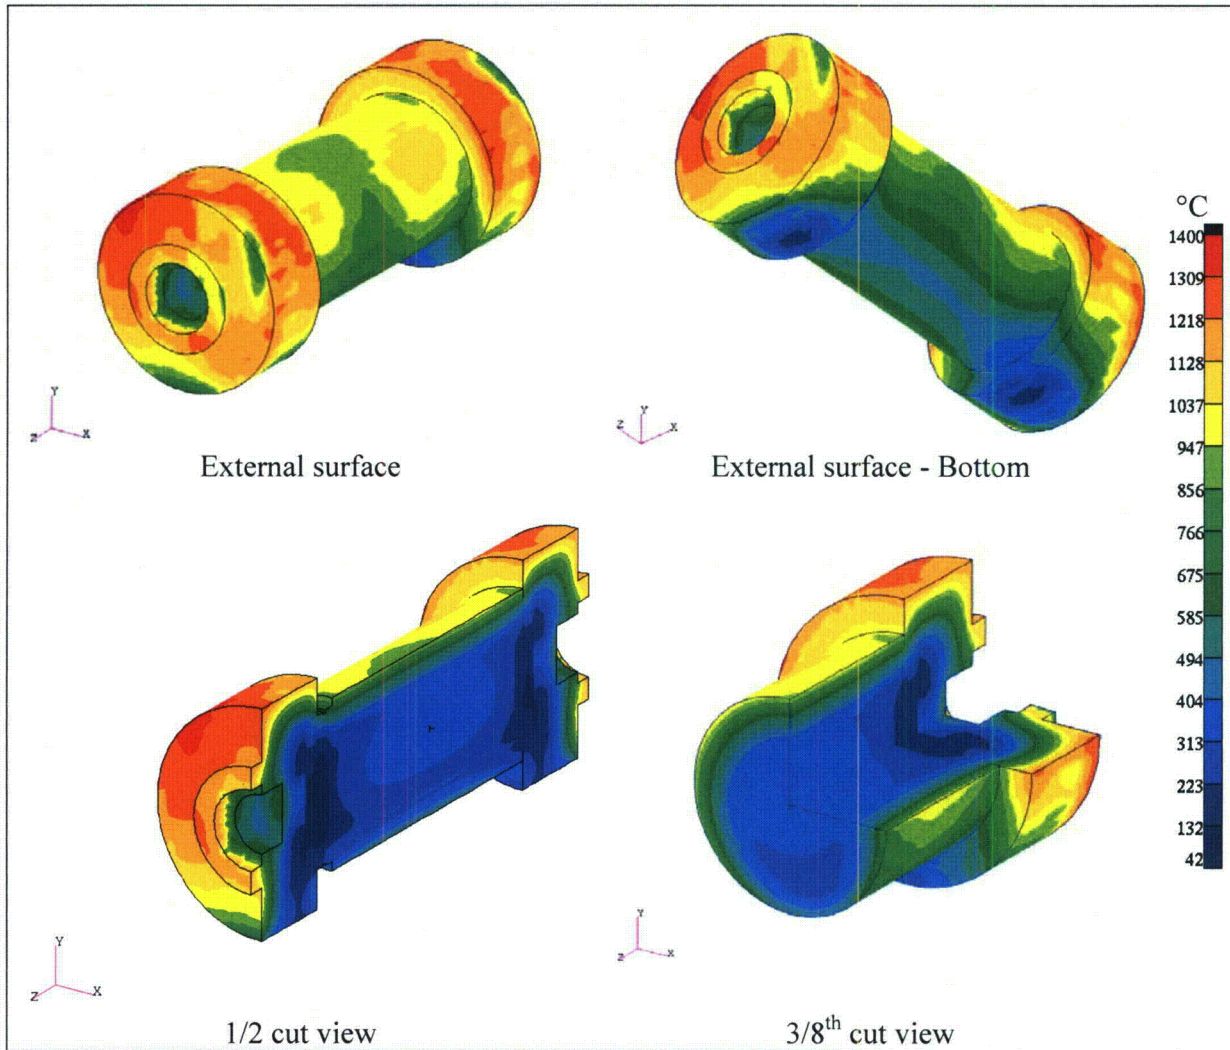 °C
1400
1309
1218
1128
1037
947
856
766
675
585
494
404
313
223
132
42
Y
Z
X
External surface
Y
Z
X
External surface - Bottom
Y
Z
X
1/2 cut view
Y
Z
X
3/8th cut view